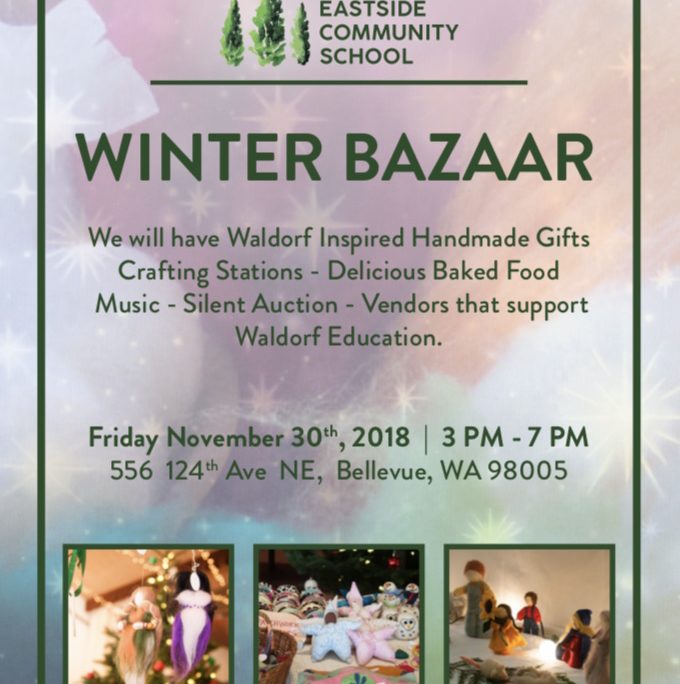 EASTSIDE
COMMUNITY
SCHOOL
WINTER BAZAAR
We will have Waldorf Inspired Handmade Gifts
Crafting Stations - Delicious Baked Food
Music - Silent Auction - Vendors that support
Waldorf Education.
Friday November 30th, 2018 | 3 PM - 7 PM
556 124th Ave NE, Bellevue, WA 98005